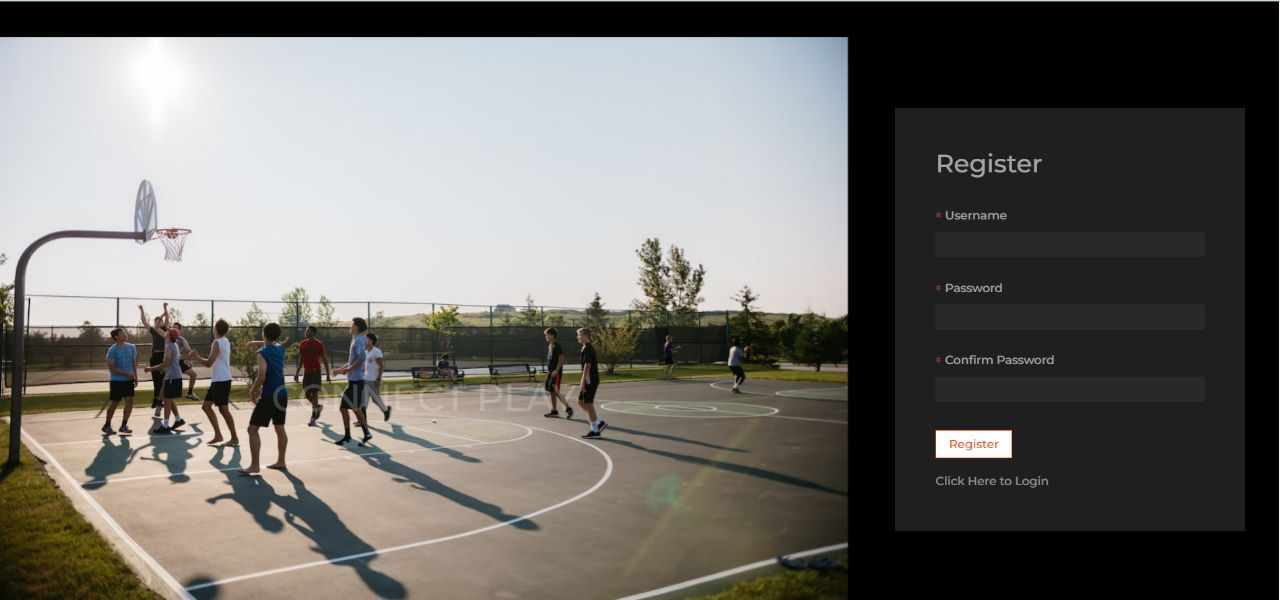 CONNECT PLAY
Register
* Username
* Password
* Confirm Password
Register
Click Here to Login